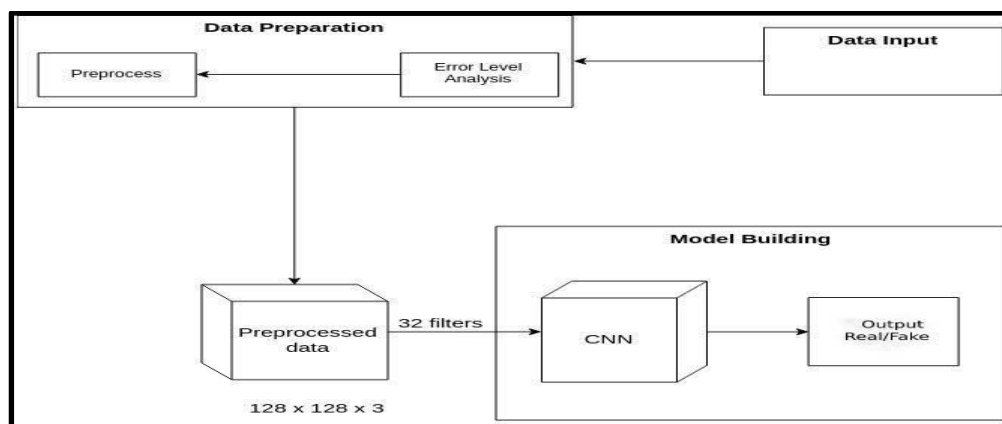 Data Preparation
Data Input
Preprocess
Error Level
Analysis
Model Building
Preprocessed
data
32 filters
CNN
Output
Real/Fake
128 x 128 x 3